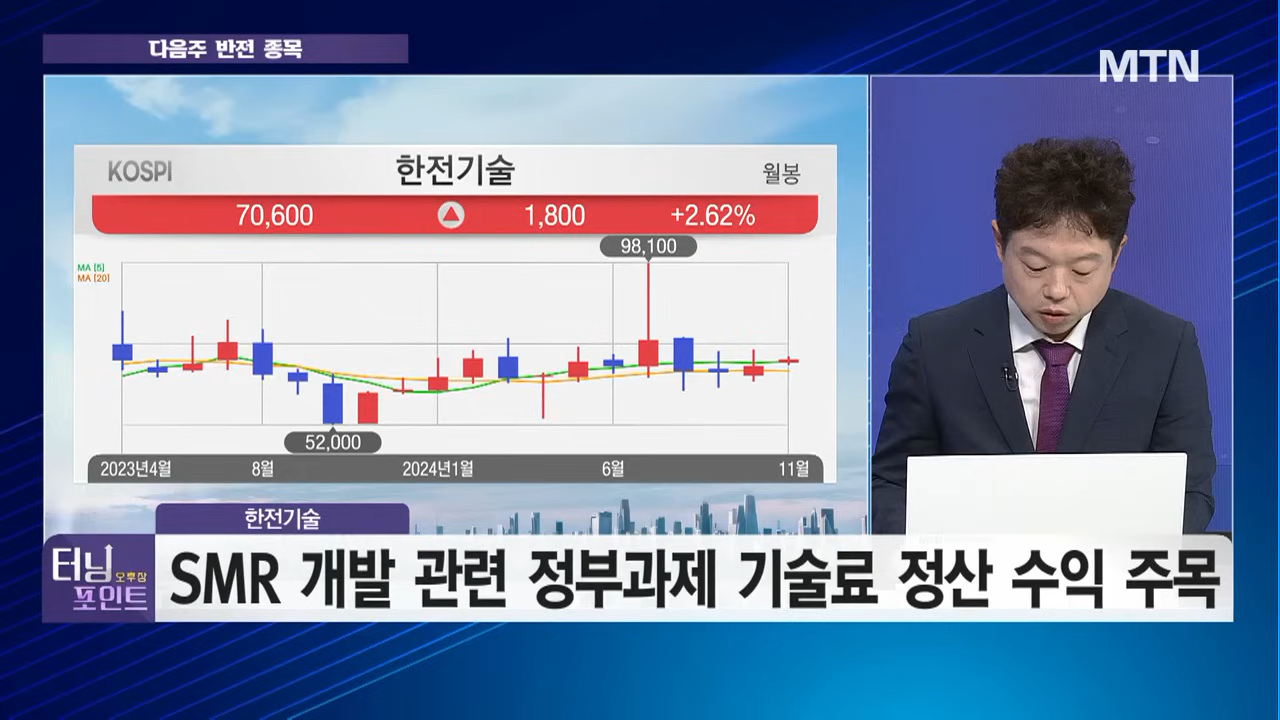 다음주 반전 종목
MTN
KOSPI
한전기술
월봉
70,600 1,800 +2.62%
98,100
MA [5]
MA [20]
52,000
2023년4월 8월 2024년1월 6월 11월
한전기술
터닝
오후장
포인트
SMR 개발 관련 정부과제 기술료 정산 수익 주목